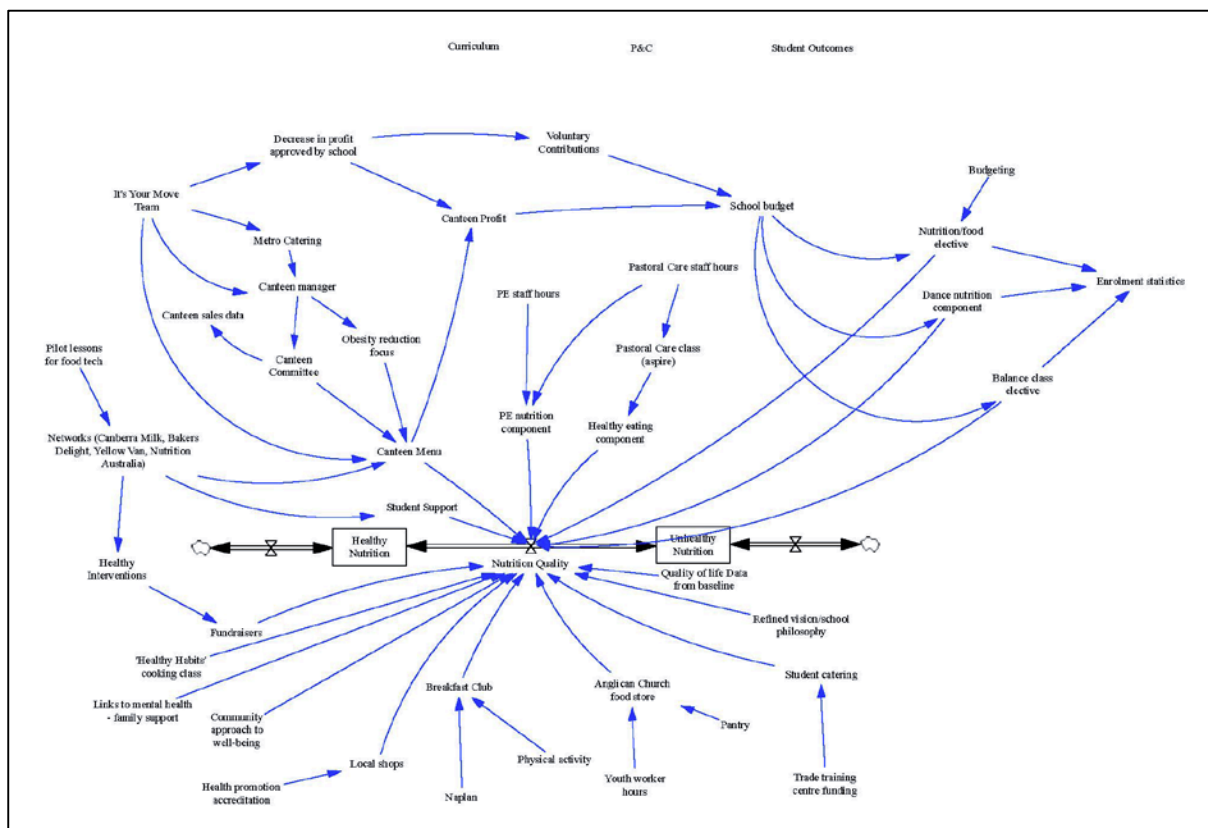 Curriculum
P&C
Student Outcomes
Decrease in profit
approved by school
Voluntary
Contributions
Budgeting
It's Your Move
Team
School budget
Canteen Profit
Nutrition/food
elective
Metro Catering
Pastoral Care staff hours
Enrolment statistics
Canteen manager
PE staff hours
Dance nutrition
component
Canteen sales data
Obesity reduction
focus
Pilot lessons
for food tech
Canteen
Committee
Pastoral Care class
(aspire)
Balance class
elective
PE nutrition
component
Healthy eating
component
Networks (Canberra Milk, Bakers
Delight, Yellow Van, Nutrition
Australia)
Canteen Menu
Student Support
Healthy
Nutrition
Unhealthy
Nutrition
Healthy
Interventions
Nutrition Quality
Quality of life Data
from baseline
Fundraisers
Refined vision/school
philosophy
'Healthy Habits'
cooking class
Student catering
Links to mental health
- family support
Breakfast Club
Anglican Church
food store
Community
approach to
well-being
Pantry
Local shops
Physical activity
Health promotion
accreditation
Naplan
Youth worker
hours
Trade training
centre funding